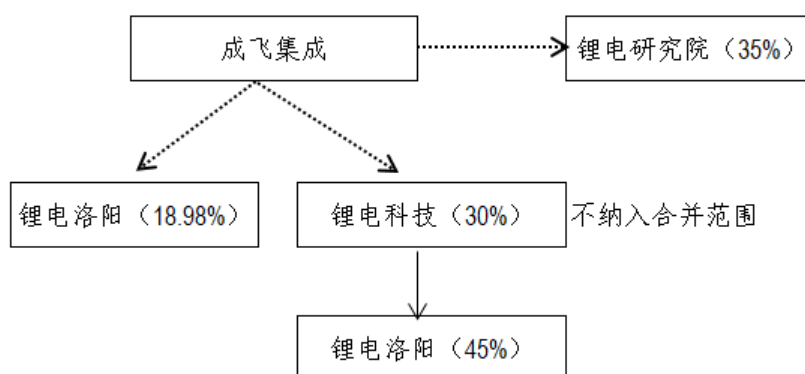 成飞集成
锂电研究院（35%）
锂电洛阳（18.98%）
锂电科技（30%）
不纳入合并范围
锂电洛阳（45%）